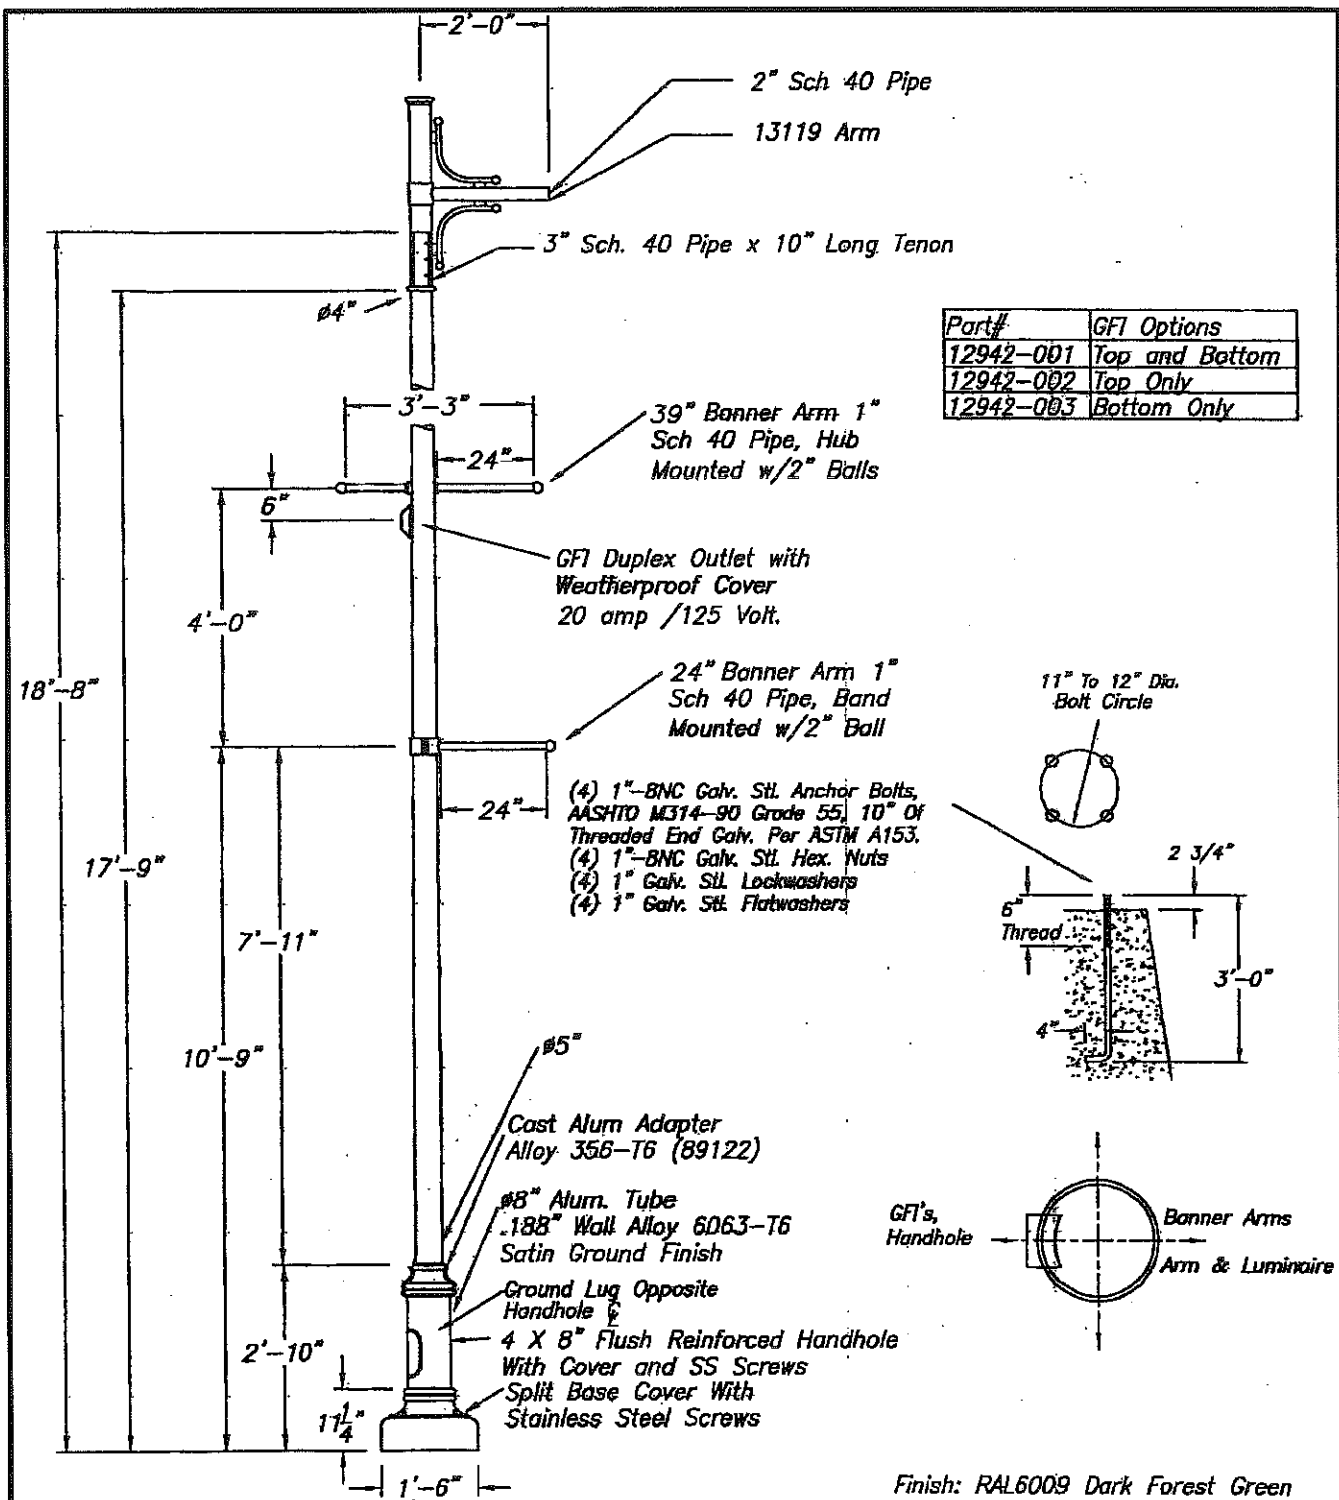 2'-0"
2" Sch 40 Pipe
13119 Arm
3" Sch. 40 Pipe x 10" Long Tenon
ø4"
Part# GFI Options
12942-001 Top and Bottom
12942-002 Top Only
12942-003 Bottom Only
3'-3"
39" Banner Arm 1"
Sch 40 Pipe, Hub
Mounted w/2" Balls
24"
6"
GFI Duplex Outlet with
Weatherproof Cover
20 amp /125 Volt.
4'-0"
18'-8"
24" Banner Arm 1"
Sch 40 Pipe, Band
Mounted w/2" Ball
11" To 12" Dia.
Bolt Circle
24"
(4) 1"-8NC Galv. Stl. Anchor Bolts,
AASHTO M314-90 Grade 55, 10" Of
Threaded End Galv. Per ASTM A153.
(4) 1"-8NC Galv. Stl. Hex. Nuts
(4) 1" Galv. Stl. Lockwashers
(4) 1" Galv. Stl. Flatwashers
2 3/4"
17'-9"
6"
Thread
7'-11"
3'-0"
4"
10'-9"
ø5"
Cast Alum Adapter
Alloy 356-T6 (89122)
ø8" Alum. Tube
.188" Wall Alloy 6063-T6
Satin Ground Finish
GFI's,
Handhole
Banner Arms
Arm & Luminaire
Ground Lug Opposite
Handhole ℄
4 X 8" Flush Reinforced Handhole
With Cover and SS Screws
2'-10"
Split Base Cover With
Stainless Steel Screws
11 1/4"
1'-6"
Finish: RAL6009 Dark Forest Green